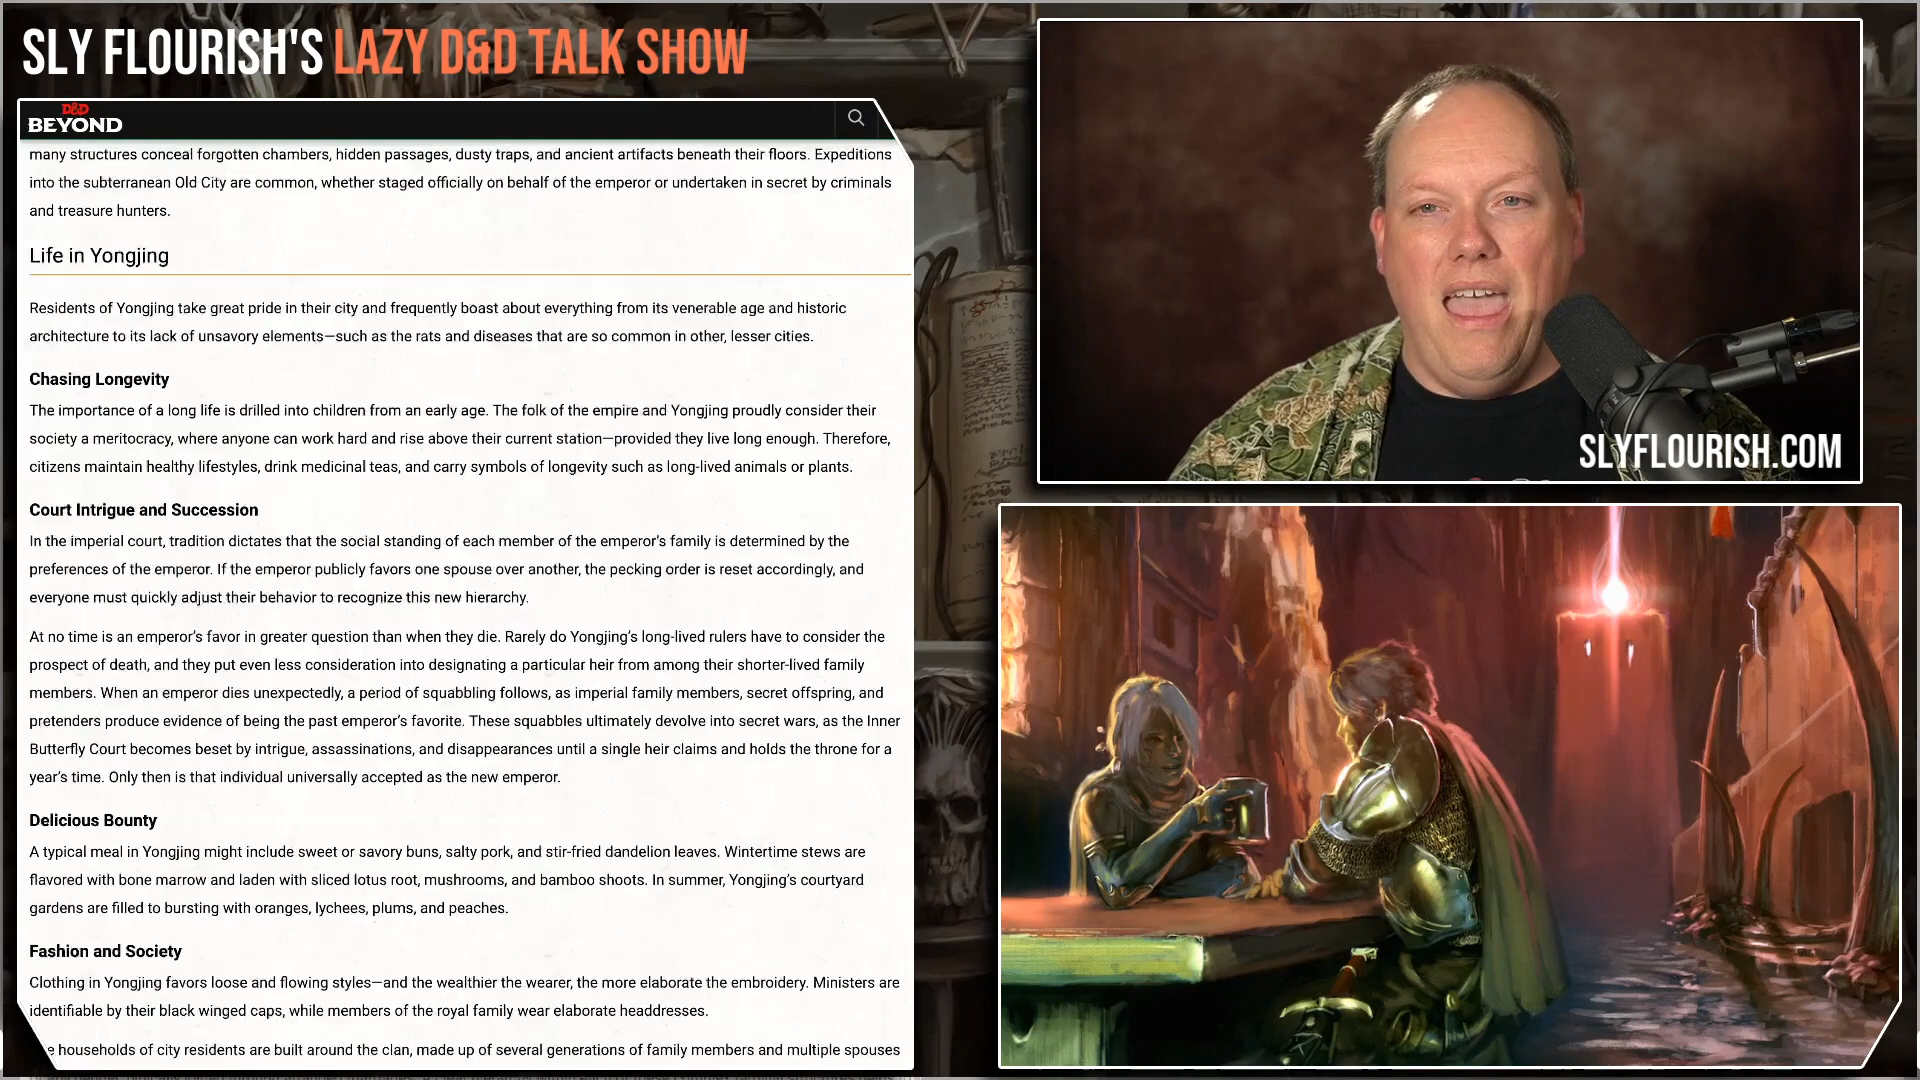 SLY FLOURISH'S LAZY D&D TALK SHOW
D&D
BEYOND
many structures conceal forgotten chambers, hidden passages, dusty traps, and ancient artifacts beneath their floors. Expeditions
into the subterranean Old City are common, whether staged officially on behalf of the emperor or undertaken in secret by criminals
and treasure hunters.
Life in Yongjing
Residents of Yongjing take great pride in their city and frequently boast about everything from its venerable age and historic
architecture to its lack of unsavory elements—such as the rats and diseases that are so common in other, lesser cities.
Chasing Longevity
The importance of a long life is drilled into children from an early age. The folk of the empire and Yongjing proudly consider their
society a meritocracy, where anyone can work hard and rise above their current station—provided they live long enough. Therefore,
citizens maintain healthy lifestyles, drink medicinal teas, and carry symbols of longevity such as long-lived animals or plants.
Court Intrigue and Succession
In the imperial court, tradition dictates that the social standing of each member of the emperor's family is determined by the
preferences of the emperor. If the emperor publicly favors one spouse over another, the pecking order is reset accordingly, and
everyone must quickly adjust their behavior to recognize this new hierarchy.
At no time is an emperor's favor in greater question than when they die. Rarely do Yongjing's long-lived rulers have to consider the
prospect of death, and they put even less consideration into designating a particular heir from among their shorter-lived family
members. When an emperor dies unexpectedly, a period of squabbling follows, as imperial family members, secret offspring, and
pretenders produce evidence of being the past emperor's favorite. These squabbles ultimately devolve into secret wars, as the Inner
Butterfly Court becomes beset by intrigue, assassinations, and disappearances until a single heir claims and holds the throne for a
year's time. Only then is that individual universally accepted as the new emperor.
Delicious Bounty
A typical meal in Yongjing might include sweet or savory buns, salty pork, and stir-fried dandelion leaves. Wintertime stews are
flavored with bone marrow and laden with sliced lotus root, mushrooms, and bamboo shoots. In summer, Yongjing's courtyard
gardens are filled to bursting with oranges, lychees, plums, and peaches.
Fashion and Society
Clothing in Yongjing favors loose and flowing styles—and the wealthier the wearer, the more elaborate the embroidery. Ministers are
identifiable by their black winged caps, while members of the royal family wear elaborate headdresses.
households of city residents are built around the clan, made up of several generations of family members and multiple spouses
SLYFLOURISH.COM